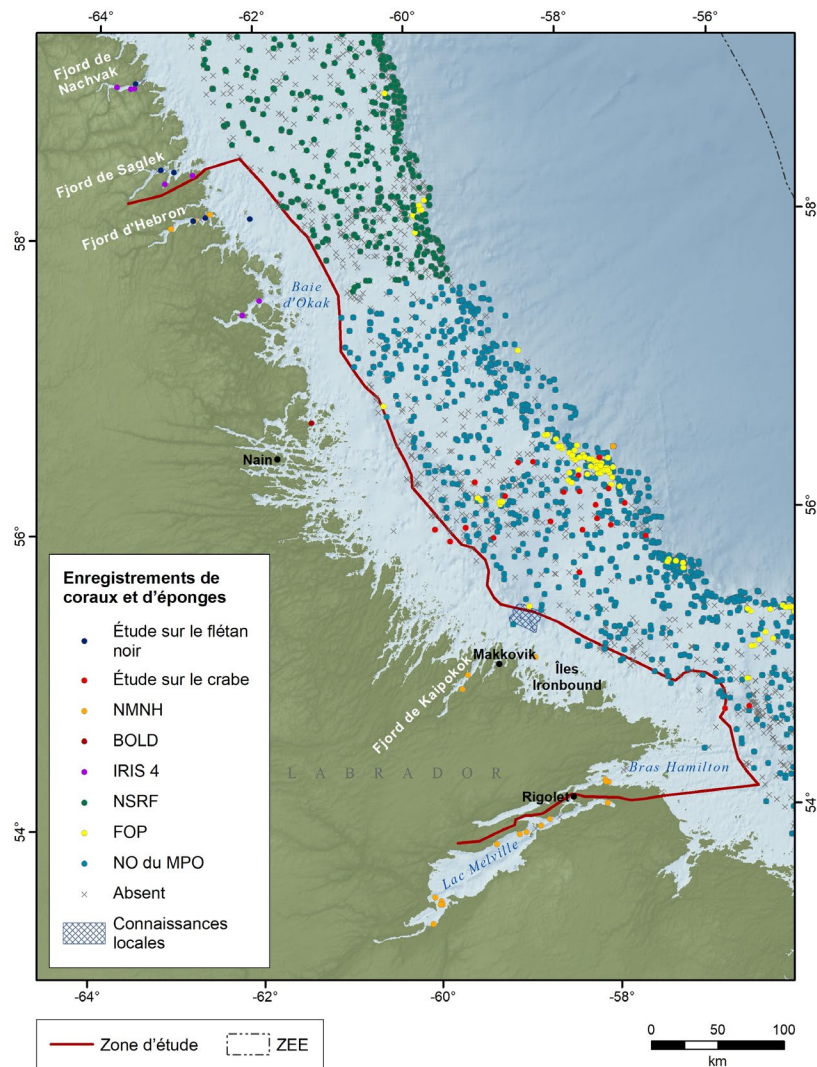 -64°
-62°
-60°
-58°
-56°
Fjord de
Nachvak
Fjord de Saglek
Fjord d'Hebron
58°
58°
Baie
d'Okak
Nain
56°
56°
Enregistrements de
coraux et d'éponges
Étude sur le flétan
noir
Étude sur le crabe
NMNH
BOLD
IRIS 4
NSRF
FOP
NO du MPO
Absent
Connaissances
locales
Makkovik
Îles
Ironbound
Fjord de Kaipokok
LABRADOR
Bras Hamilton
Rigolet
54°
54°
Lac Melville
-64°
-62°
-60°
-58°
Zone d'étude
ZEE
0 50 100
km